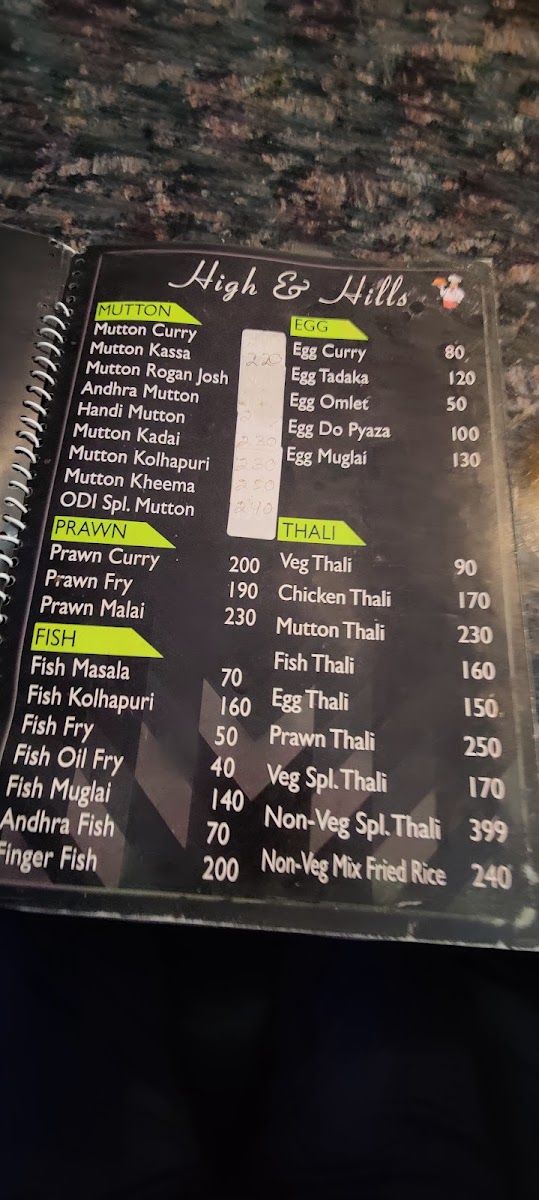 High & Hills
MUTTON
Mutton Curry
Mutton Kassa 220
Mutton Rogan Josh
Andhra Mutton
Handi Mutton
Mutton Kadai 230
Mutton Kolhapuri 230
Mutton Kheema 250
ODI Spl. Mutton 240
PRAWN
Prawn Curry 200
Prawn Fry 190
Prawn Malai 230
FISH
Fish Masala 70
Fish Kolhapuri 160
Fish Fry 50
Fish Oil Fry 40
Fish Muglai 140
Andhra Fish 70
Finger Fish 200
EGG
Egg Curry 80
Egg Tadaka 120
Egg Omlet 50
Egg Do Pyaza 100
Egg Muglai 130
THALI
Veg Thali 90
Chicken Thali 170
Mutton Thali 230
Fish Thali 160
Egg Thali 150
Prawn Thali 250
Veg Spl. Thali 170
Non-Veg Spl. Thali 399
Non-Veg Mix Fried Rice 240